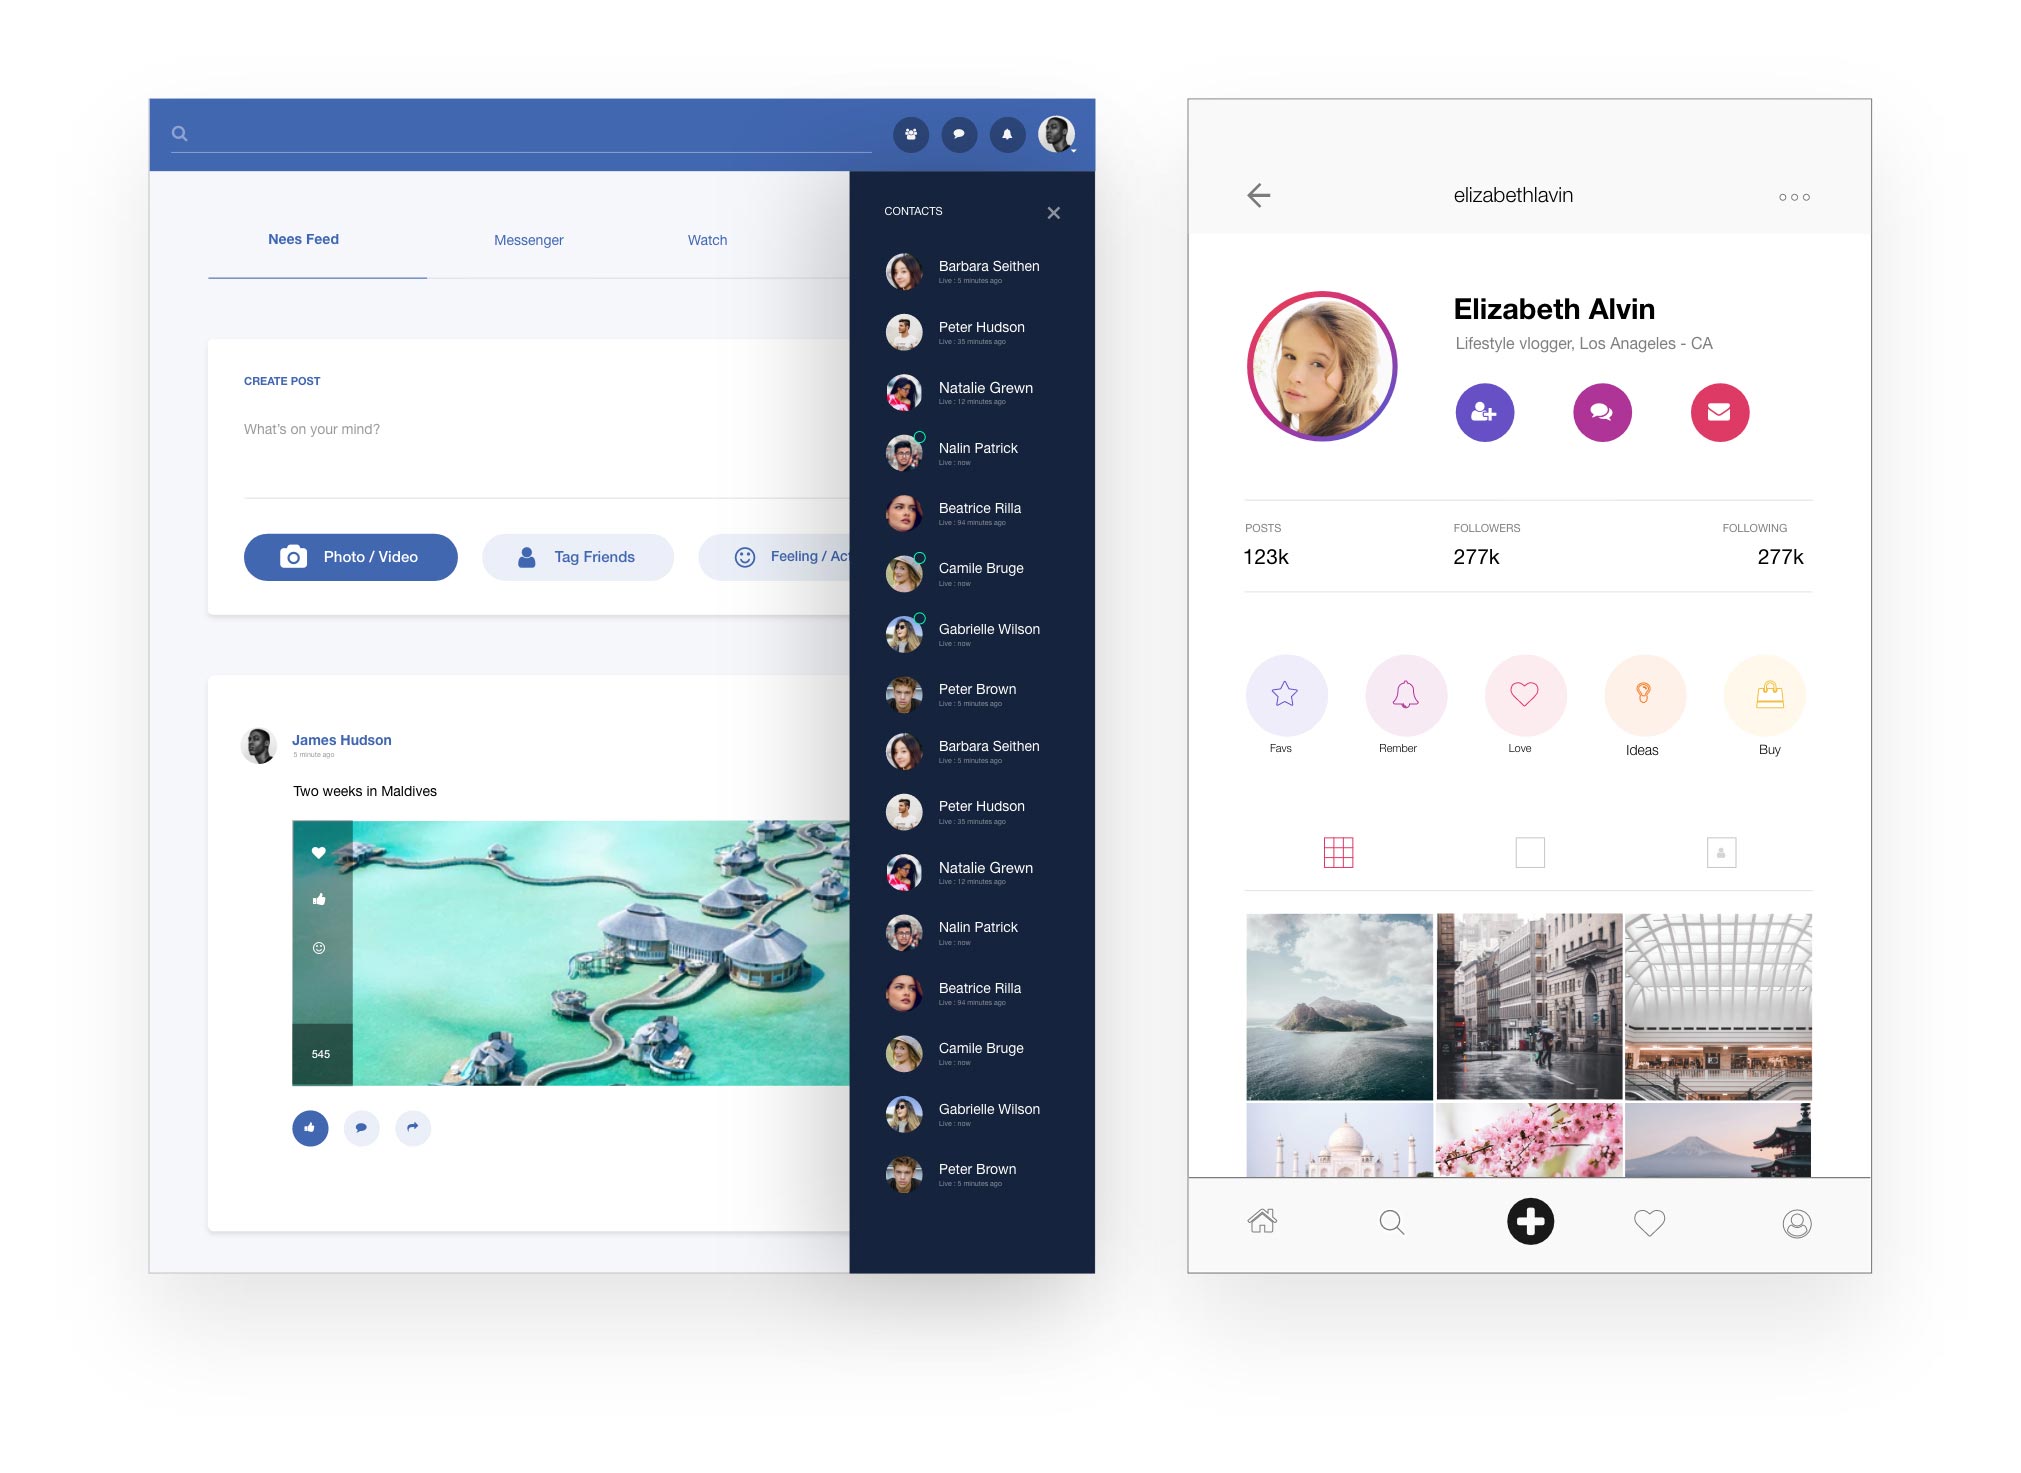 Nees Feed
Messenger
Watch
CREATE POST
What's on your mind?
Photo / Video
Tag Friends
Feeling / Act
James Hudson
5 minute ago
Two weeks in Maldives
545
CONTACTS
Barbara Seithen
Live : 5 minutes ago
Peter Hudson
Live : 35 minutes ago
Natalie Grewn
Live : 12 minutes ago
Nalin Patrick
Live : now
Beatrice Rilla
Live : 94 minutes ago
Camile Bruge
Live : now
Gabrielle Wilson
Live : now
Peter Brown
Live : 5 minutes ago
Barbara Seithen
Live : 5 minutes ago
Peter Hudson
Live : 35 minutes ago
Natalie Grewn
Live : 12 minutes ago
Nalin Patrick
Live : now
Beatrice Rilla
Live : 94 minutes ago
Camile Bruge
Live : now
Gabrielle Wilson
Live : now
Peter Brown
Live : 5 minutes ago
elizabethlavin
Elizabeth Alvin
Lifestyle vlogger, Los Anageles - CA
POSTS
123k
FOLLOWERS
277k
FOLLOWING
277k
Favs
Rember
Love
Ideas
Buy